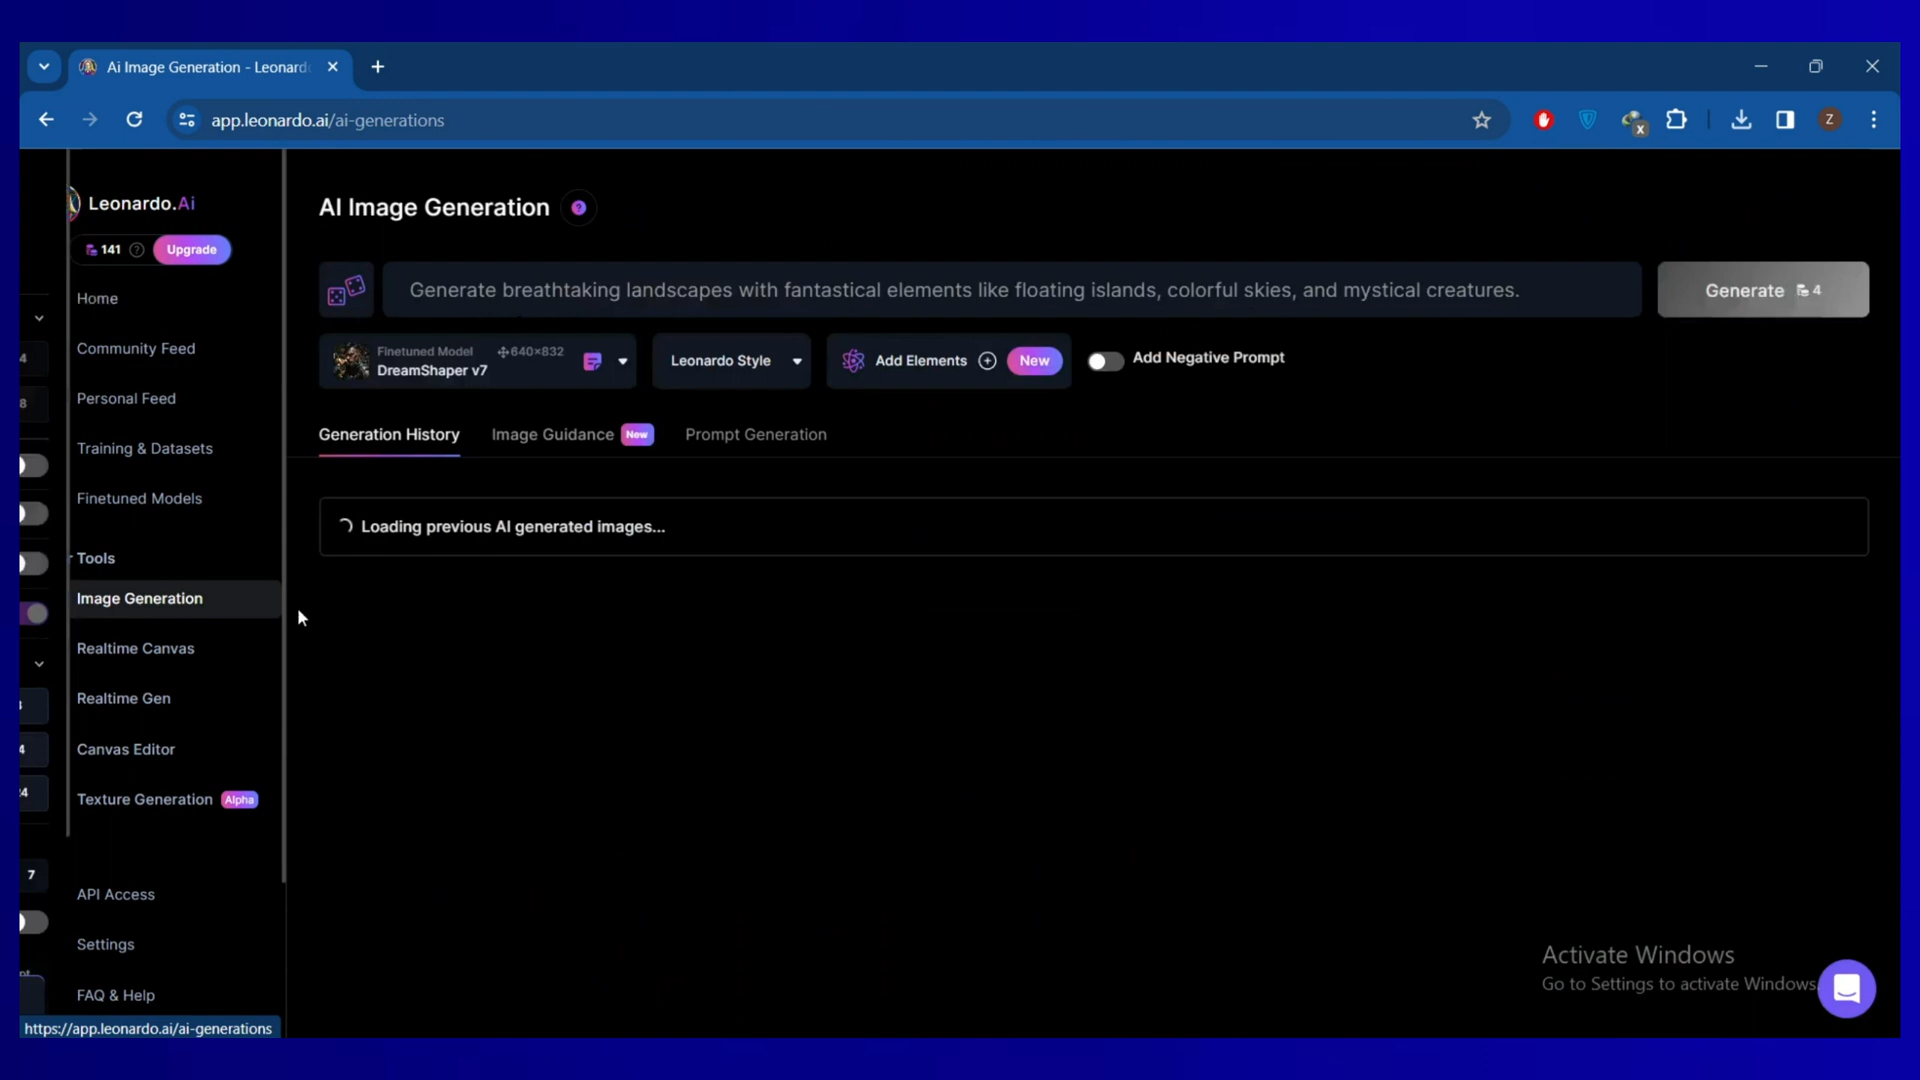 Ai Image Generation - Leonard
app.leonardo.ai/ai-generations
X
Z
Leonardo.Ai
141
Upgrade
Home
Community Feed
Personal Feed
Training & Datasets
Finetuned Models
Tools
Image Generation
Realtime Canvas
Realtime Gen
Canvas Editor
Texture Generation Alpha
API Access
Settings
FAQ & Help
4
8
4
4
7
https://app.leonardo.ai/ai-generations
AI Image Generation
Generate breathtaking landscapes with fantastical elements like floating islands, colorful skies, and mystical creatures.
Generate 4
Finetuned Model 640×832
DreamShaper v7
Leonardo Style
Add Elements
New
Add Negative Prompt
Generation History
Image Guidance New
Prompt Generation
Loading previous AI generated images...
Activate Windows
Go to Settings to activate Windows